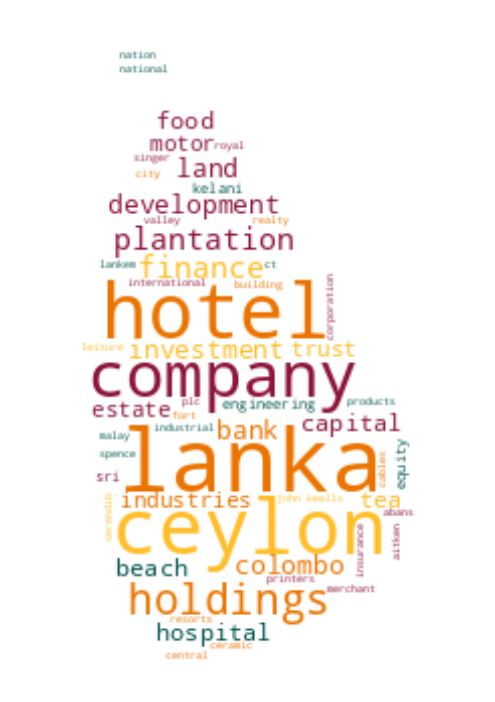 nation
national
food
motor royal
singer
city land
kelani
development
valley realty
plantation
lankem finance ct
international building
hotel corporation
leisure investment trust
company
estate plc engineering products
fort capital
malay industrial bank
lanka
spence equity
sri cables
industries john keells tea
serendib ceylon abans
aitken
insurance
beach colombo
printers
holdings merchant
resorts
hospital
ceramic
central